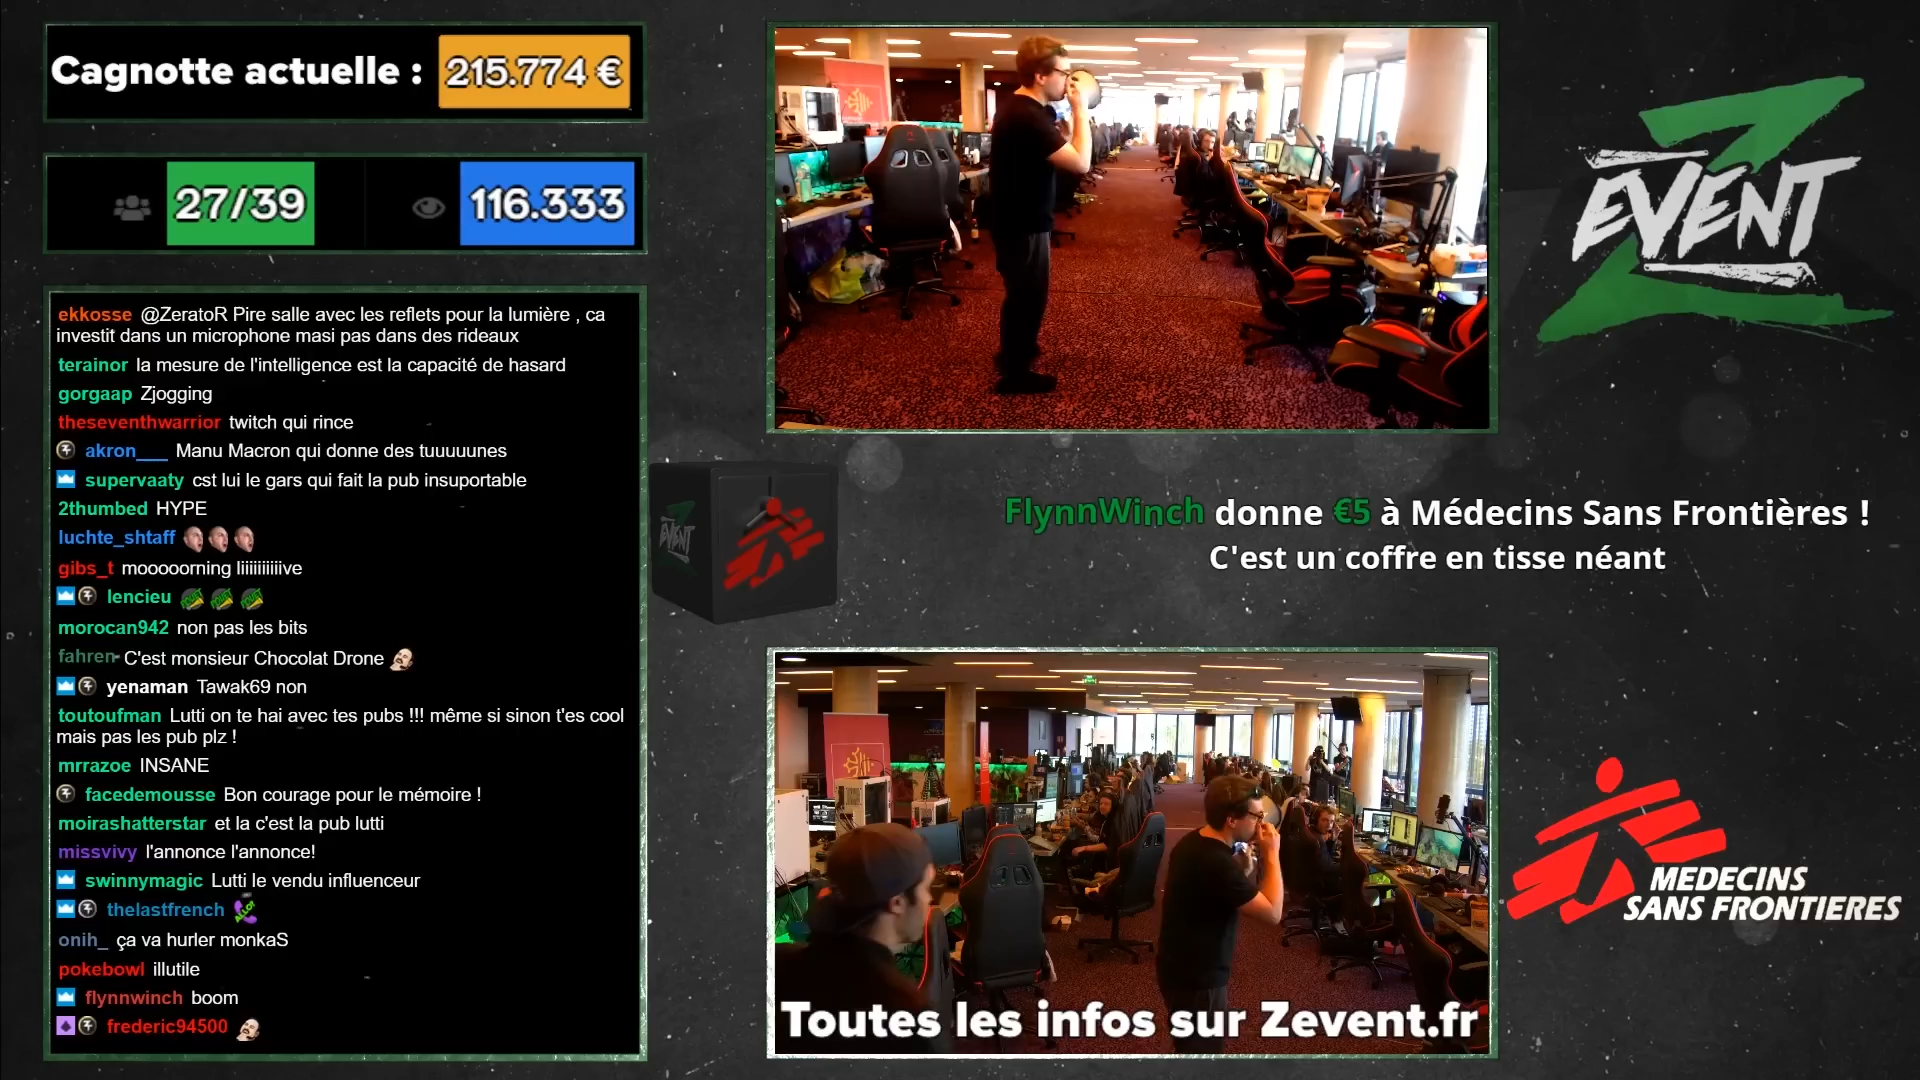 Cagnotte actuelle : 215.774 €
27/39 116.333
ekkosse @ZeratoR Pire salle avec les reflets pour la lumière , ca
investit dans un microphone masi pas dans des rideaux
terainor la mesure de l'intelligence est la capacité de hasard
gorgaap Zjogging
theseventhwarrior twitch qui rince
akron___ Manu Macron qui donne des tuuuuunes
supervaaty cst lui le gars qui fait la pub insuportable
2thumbed HYPE
luchte_shtaff
gibs_t mooooorning liiiiiiiiiive
lencieu
morocan942 non pas les bits
fahren- C'est monsieur Chocolat Drone
yenaman Tawak69 non
toutoufman Lutti on te hai avec tes pubs !!! même si sinon t'es cool
mais pas les pub plz !
mrrazoe INSANE
facedemousse Bon courage pour le mémoire !
moirashatterstar et la c'est la pub lutti
missvivy l'annonce l'annonce!
swinnymagic Lutti le vendu influenceur
thelastfrench
onih_ ça va hurler monkaS
pokebowl illutile
flynnwinch boom
frederic94500
Z
EVENT
EVENT
FlynnWinch donne €5 à Médecins Sans Frontières !
C'est un coffre en tisse néant
Toutes les infos sur Zevent.fr
MEDECINS
SANS FRONTIERES